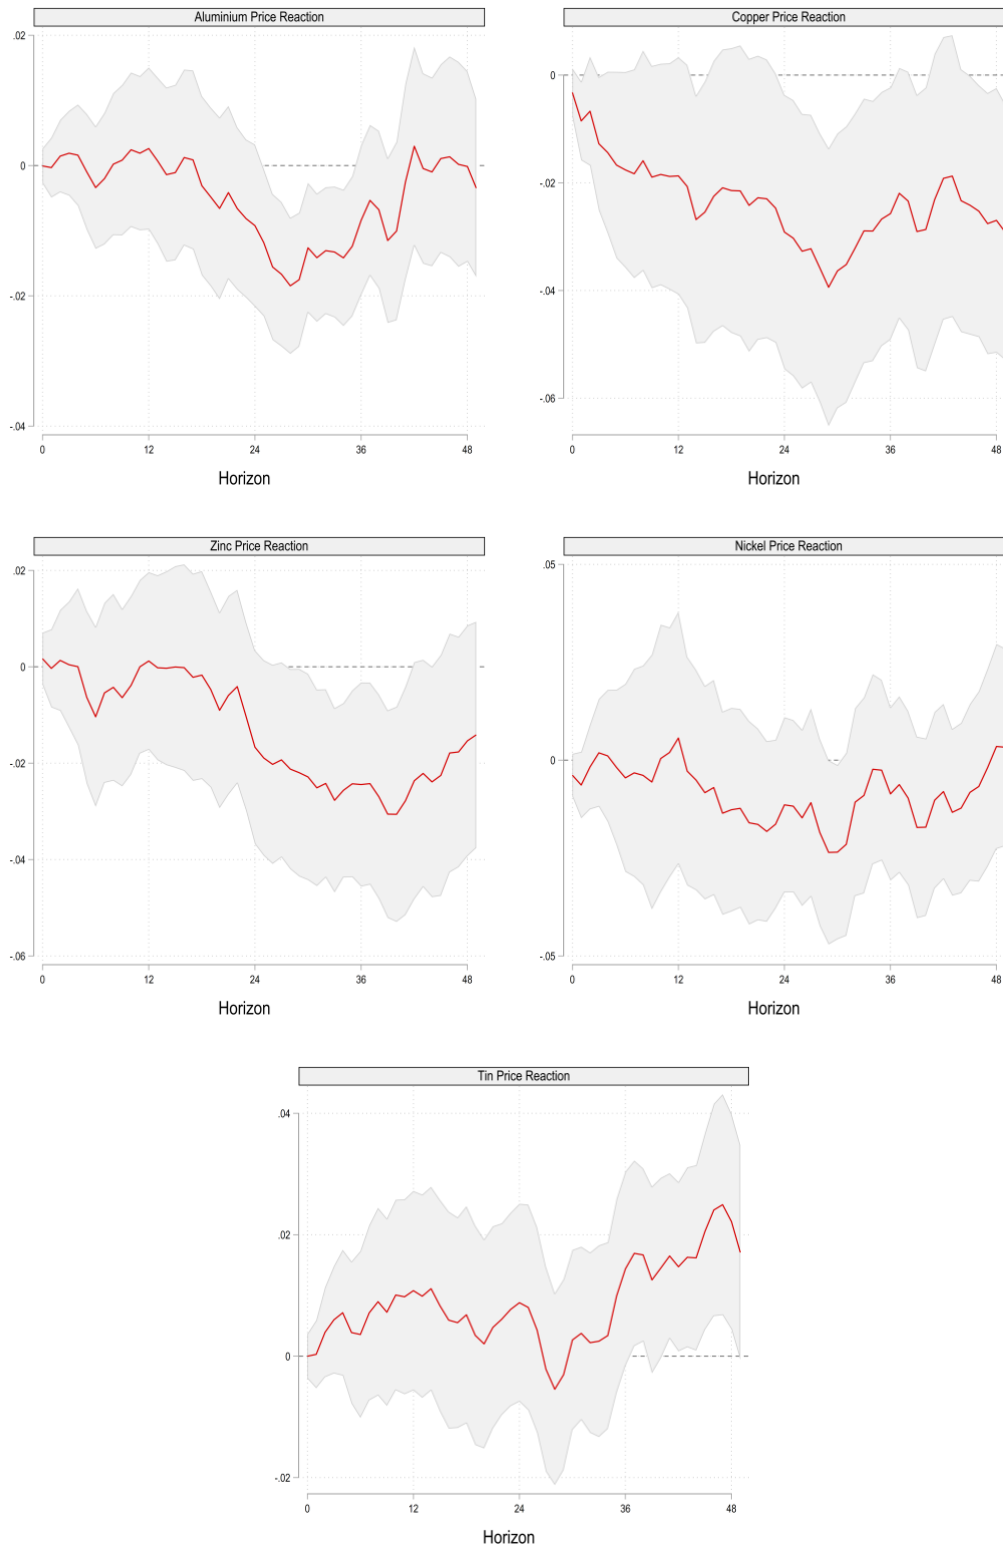 Aluminium Price Reaction
.02
0
-.02
-.04
0 12 24 36 48
Horizon
Copper Price Reaction
0
-.02
-.04
-.06
0 12 24 36 48
Horizon
Zinc Price Reaction
.02
0
-.02
-.04
-.06
0 12 24 36 48
Horizon
Nickel Price Reaction
.05
0
-.05
0 12 24 36 48
Horizon
Tin Price Reaction
.04
.02
0
-.02
0 12 24 36 48
Horizon